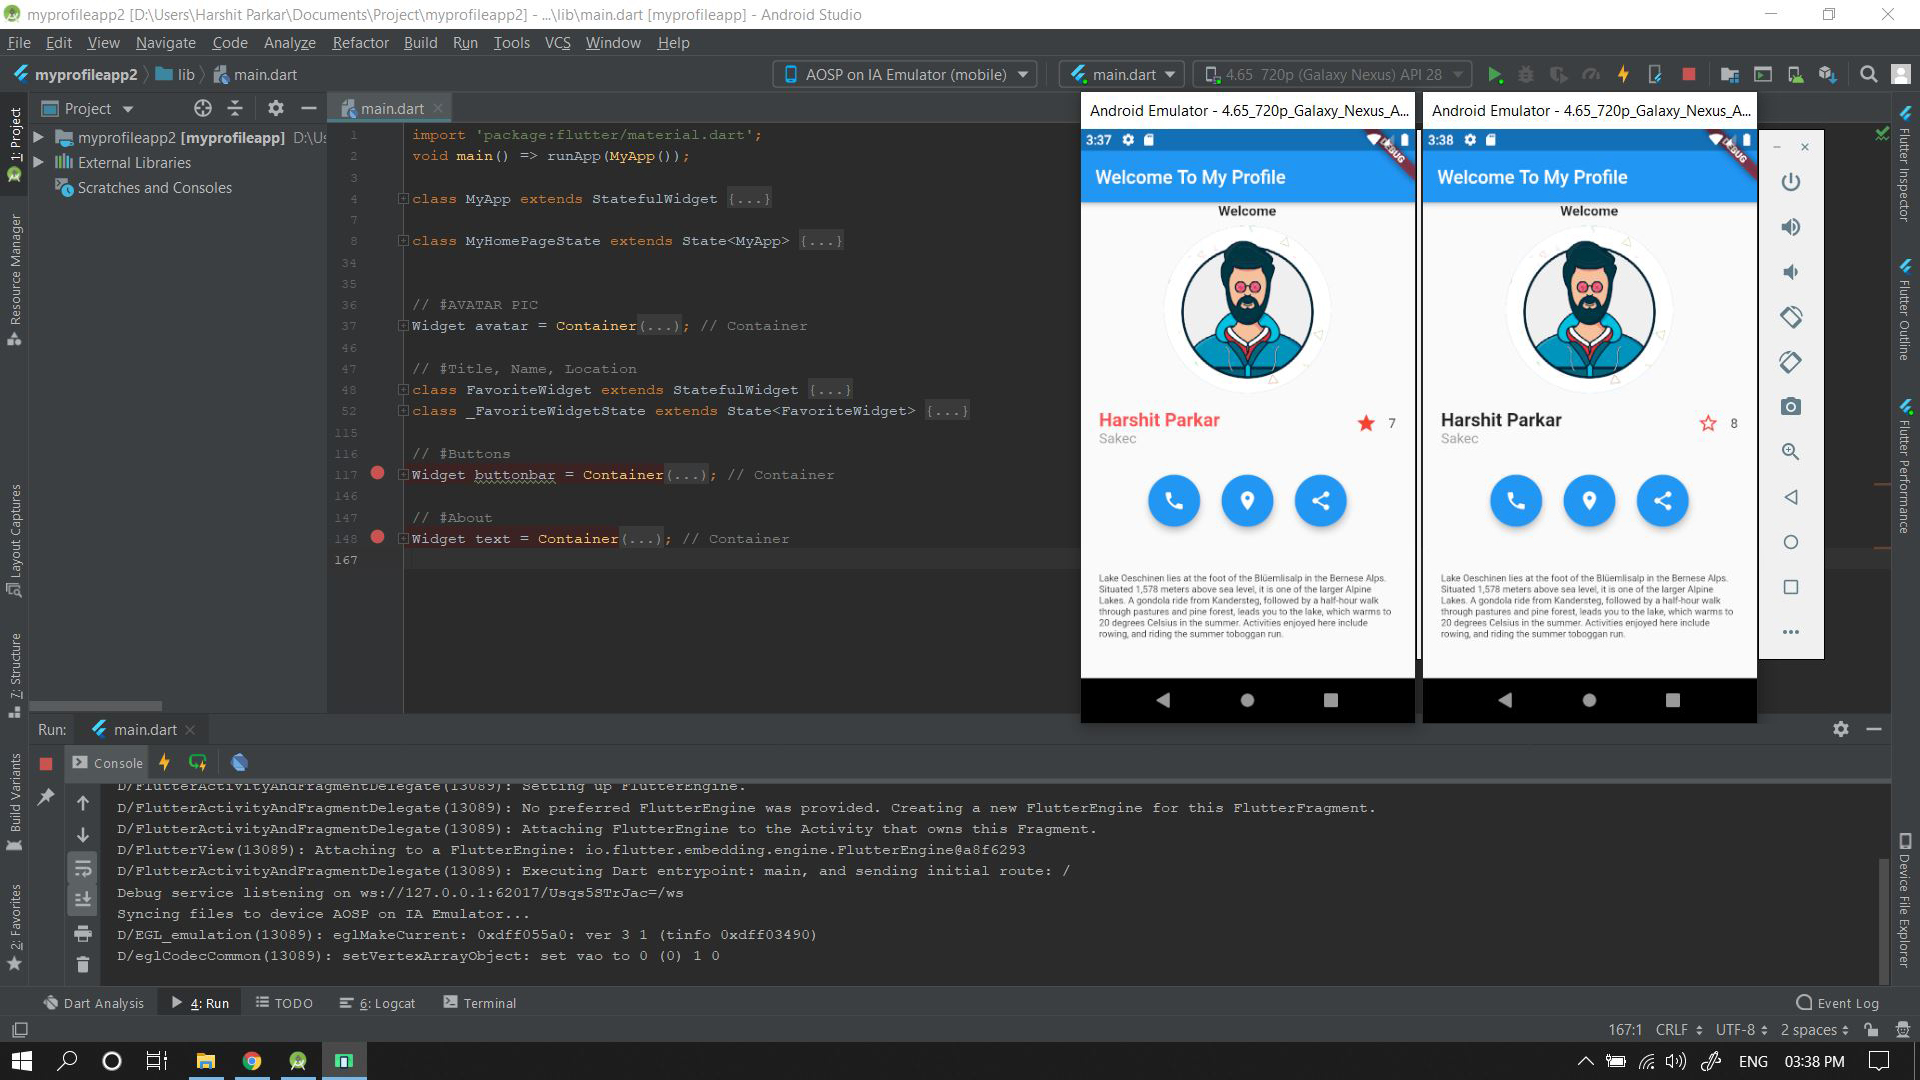 myprofileapp2 [D:\Users\Harshit Parkar\Documents\Project\myprofileapp2] - ...\lib\main.dart [myprofileapp] - Android Studio
File Edit View Navigate Code Analyze Refactor Build Run Tools VCS Window Help
myprofileapp2 lib main.dart
AOSP on IA Emulator (mobile) main.dart 4.65 720p (Galaxy Nexus) API 28
Project
main.dart
myprofileapp2 [myprofileapp] D:\Us
External Libraries
Scratches and Consoles
1: Project
Resource Manager
Layout Captures
7: Structure
Build Variants
2: Favorites
1 import 'package:flutter/material.dart';
2 void main() => runApp(MyApp());
3
4 class MyApp extends StatefulWidget {...}
7
8 class MyHomePageState extends State<MyApp> {...}
34
35
36 // #AVATAR PIC
37 Widget avatar = Container(...); // Container
46
47 // #Title, Name, Location
48 class FavoriteWidget extends StatefulWidget {...}
52 class _FavoriteWidgetState extends State<FavoriteWidget> {...}
115
116 // #Buttons
117 Widget buttonbar = Container(...); // Container
146
147 // #About
148 Widget text = Container(...); // Container
167
Android Emulator - 4.65_720p_Galaxy_Nexus_A...
3:37
DEBUG
Welcome To My Profile
Welcome
Harshit Parkar
7
Sakec
Lake Oeschinen lies at the foot of the Blüemlisalp in the Bernese Alps.
Situated 1,578 meters above sea level, it is one of the larger Alpine
Lakes. A gondola ride from Kandersteg, followed by a half-hour walk
through pastures and pine forest, leads you to the lake, which warms to
20 degrees Celsius in the summer. Activities enjoyed here include
rowing, and riding the summer toboggan run.
Android Emulator - 4.65_720p_Galaxy_Nexus_A...
3:38
DEBUG
Welcome To My Profile
Welcome
Harshit Parkar
8
Sakec
Lake Oeschinen lies at the foot of the Blüemlisalp in the Bernese Alps.
Situated 1,578 meters above sea level, it is one of the larger Alpine
Lakes. A gondola ride from Kandersteg, followed by a half-hour walk
through pastures and pine forest, leads you to the lake, which warms to
20 degrees Celsius in the summer. Activities enjoyed here include
rowing, and riding the summer toboggan run.
Flutter Inspector
Flutter Outline
Flutter Performance
Device File Explorer
Run: main.dart
Console
D/FlutterActivityAndFragmentDelegate(13089): Setting up FlutterEngine.
D/FlutterActivityAndFragmentDelegate(13089): No preferred FlutterEngine was provided. Creating a new FlutterEngine for this FlutterFragment.
D/FlutterActivityAndFragmentDelegate(13089): Attaching FlutterEngine to the Activity that owns this Fragment.
D/FlutterView(13089): Attaching to a FlutterEngine: io.flutter.embedding.engine.FlutterEngine@a8f6293
D/FlutterActivityAndFragmentDelegate(13089): Executing Dart entrypoint: main, and sending initial route: /
Debug service listening on ws://127.0.0.1:62017/Usqs5STrJac=/ws
Syncing files to device AOSP on IA Emulator...
D/EGL_emulation(13089): eglMakeCurrent: 0xdff055a0: ver 3 1 (tinfo 0xdff03490)
D/eglCodecCommon(13089): setVertexArrayObject: set vao to 0 (0) 1 0
Dart Analysis 4: Run TODO 6: Logcat Terminal Event Log
167:1 CRLF UTF-8 2 spaces
ENG 03:38 PM